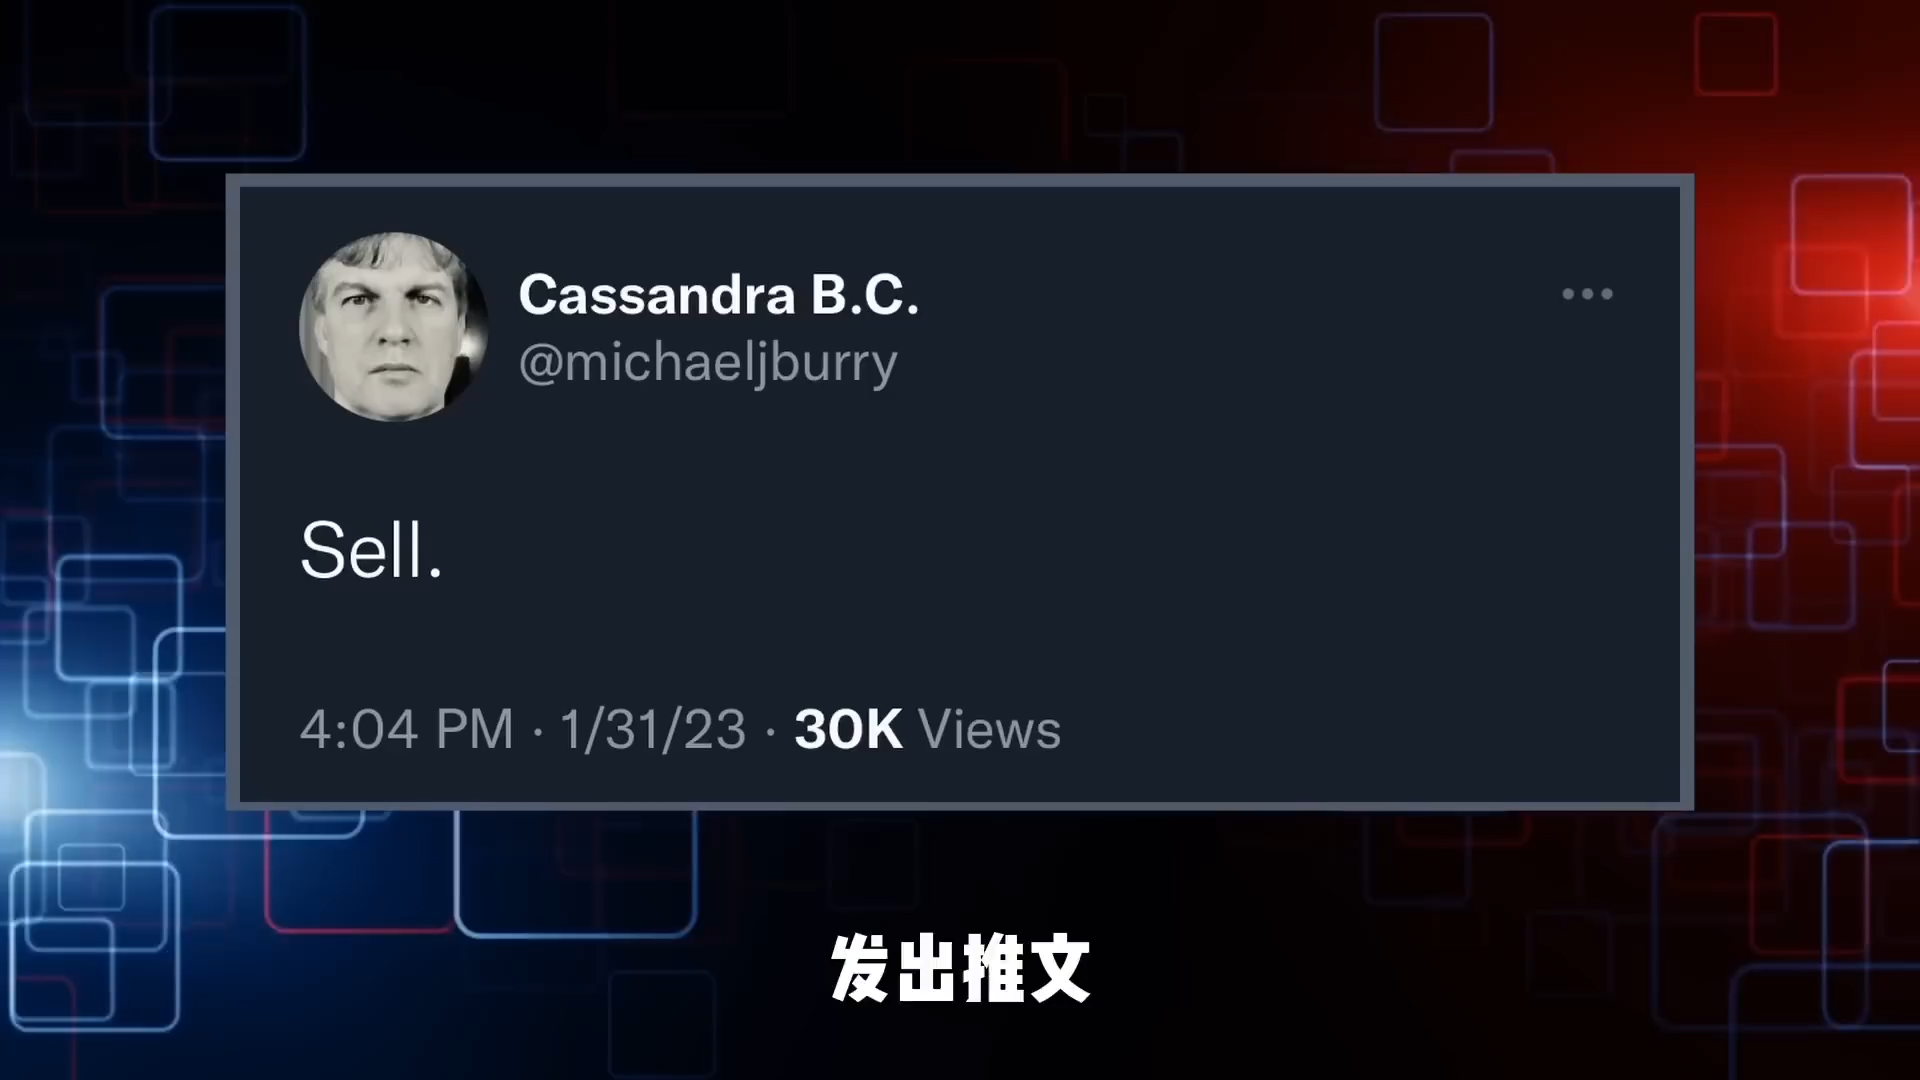 Cassandra B.C.
@michaeljburry
Sell.
4:04 PM · 1/31/23 · 30K Views
发出推文